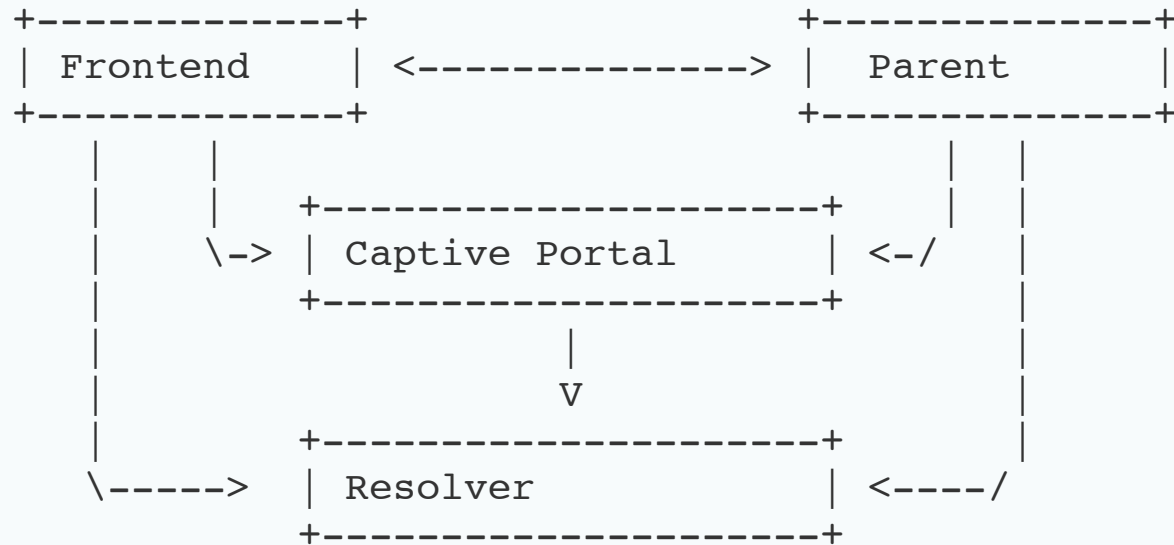 +-------------+                  +--------------+
| Frontend    | <--------------> |  Parent      |
+-------------+                  +--------------+
   |    |                              |  |
   |    |   +---------------------+    |  |
   |    \-> | Captive Portal      | <-/   |
   |        +---------------------+       |
   |                   |                  |
   |                   V                  |
   |        +---------------------+       |
   \----->  | Resolver            | <----/
            +---------------------+